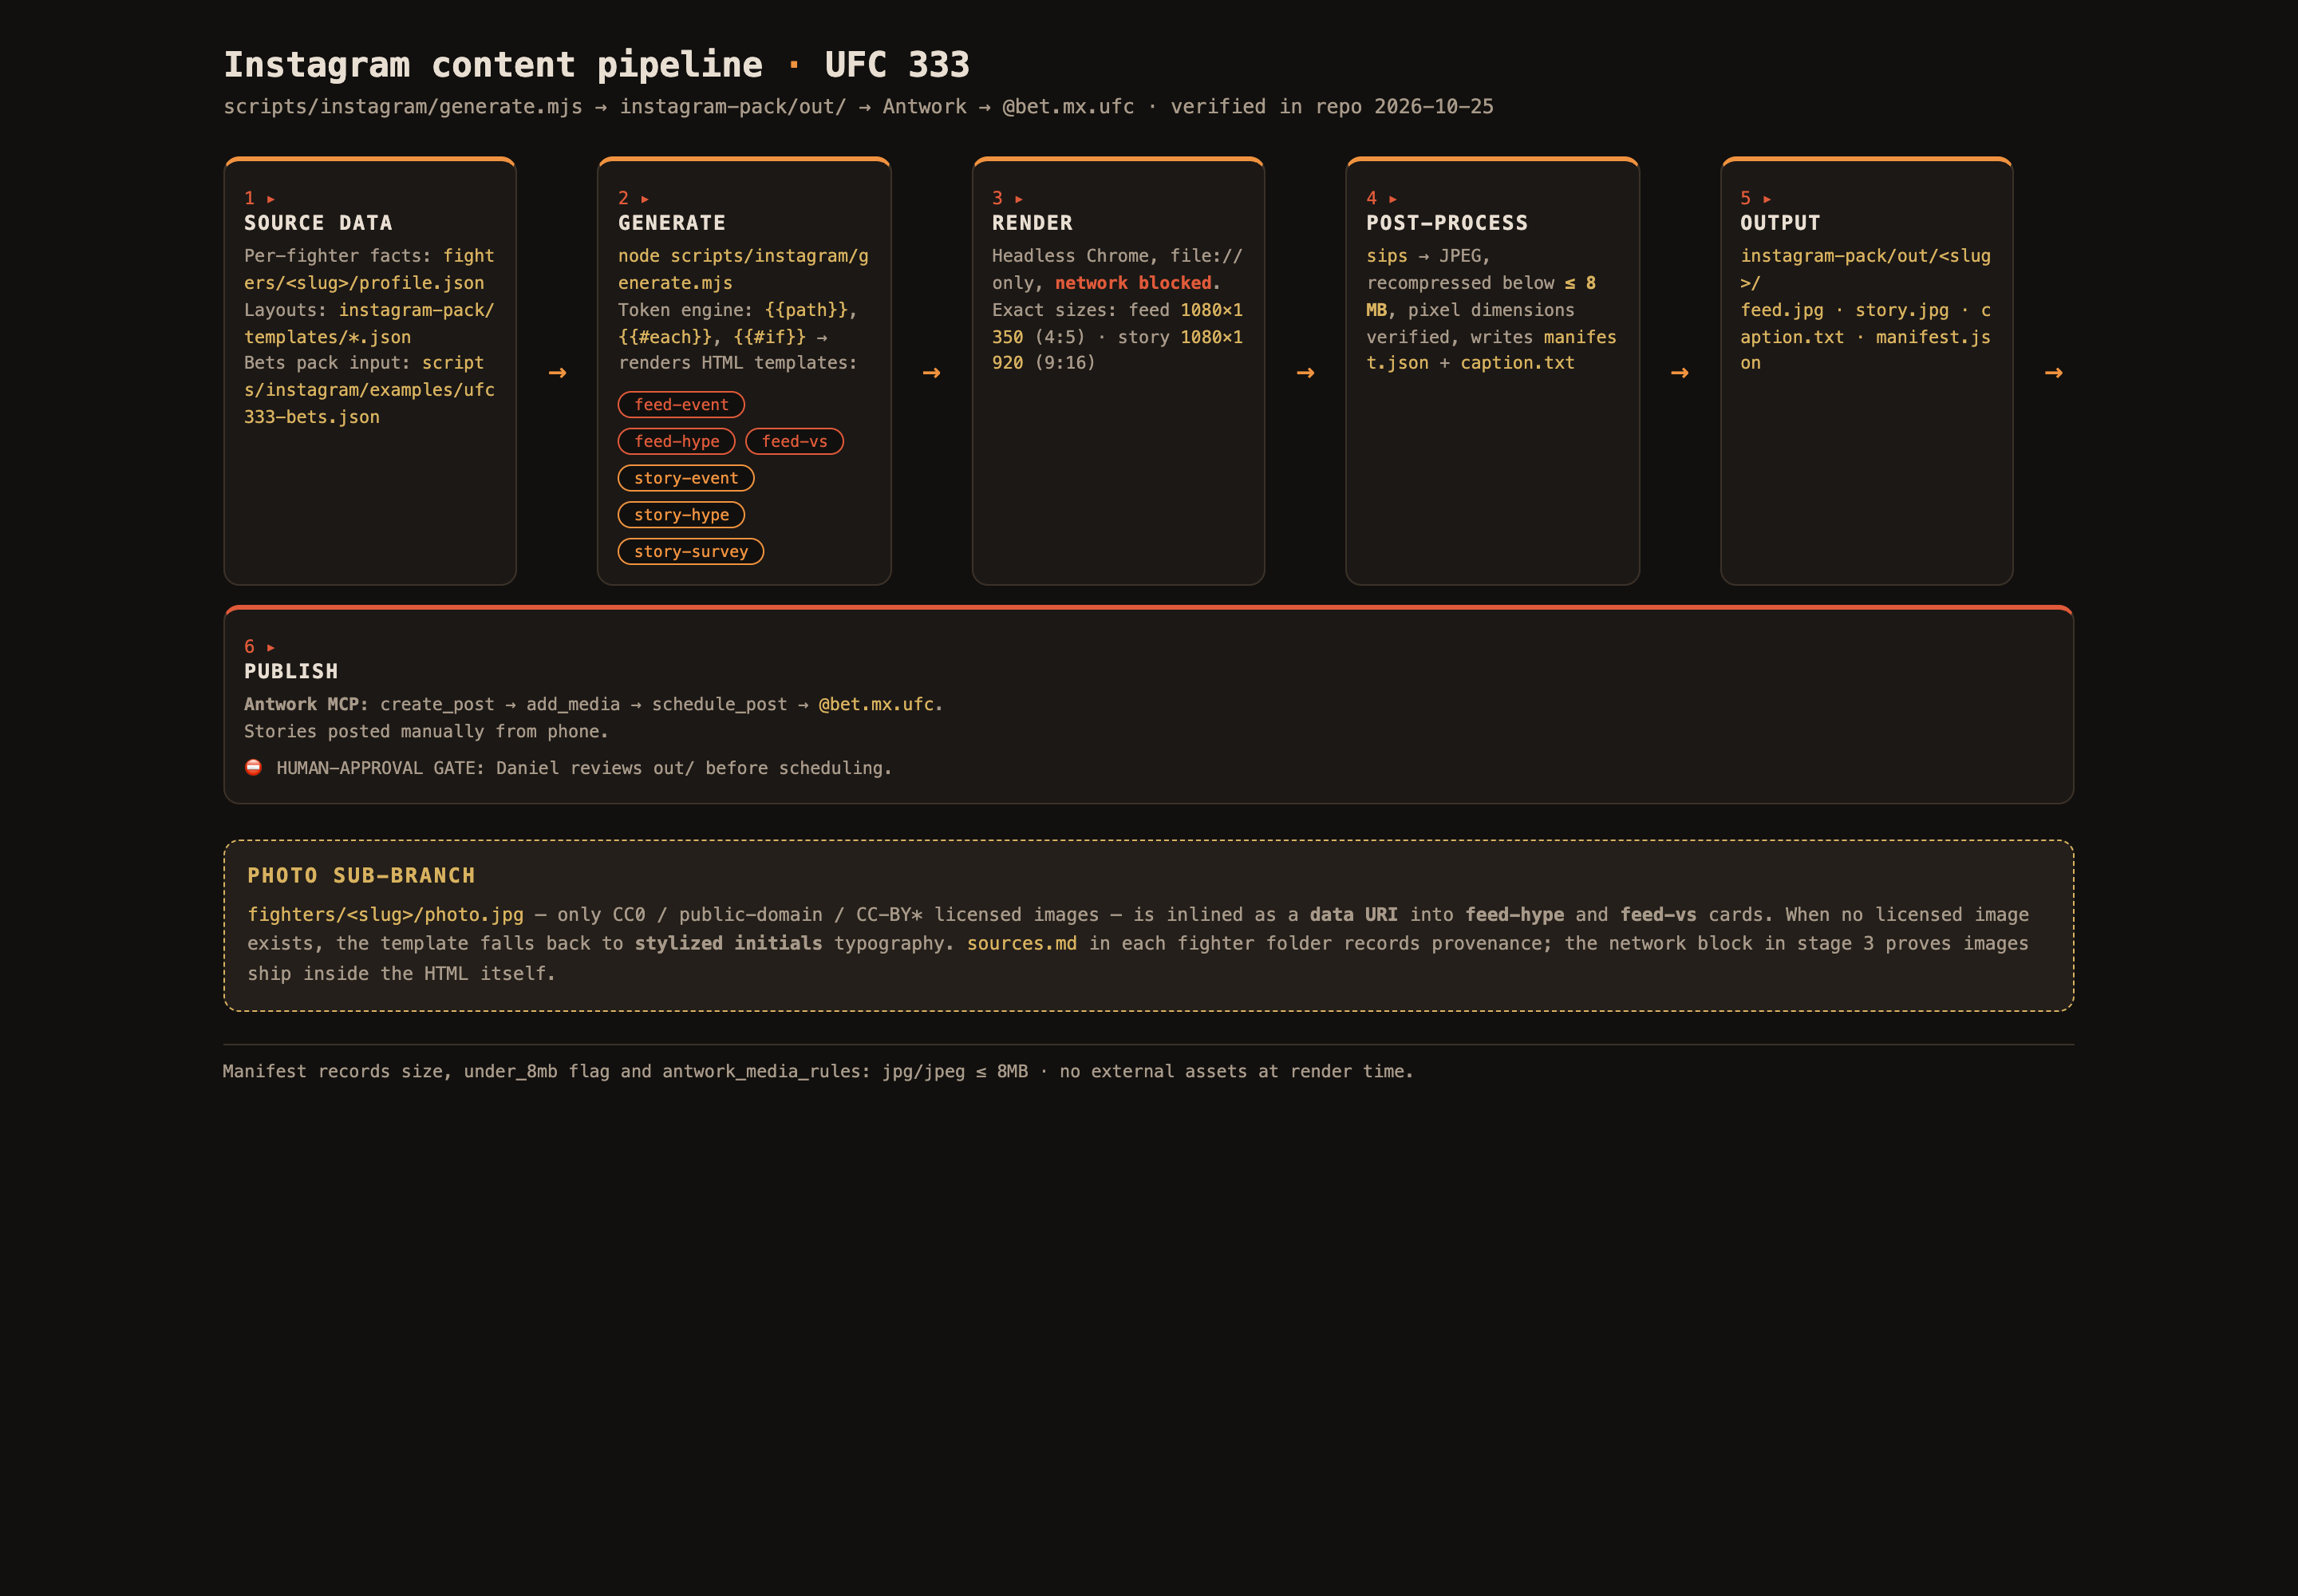 Instagram content pipeline · UFC 333
scripts/instagram/generate.mjs → instagram-pack/out/ → Antwork → @bet.mx.ufc · verified in repo 2026-10-25
1 ▸
SOURCE DATA
Per-fighter facts: fight
ers/<slug>/profile.json
Layouts: instagram-pack/
templates/*.json
Bets pack input: script
s/instagram/examples/ufc
333-bets.json
→
2 ▸
GENERATE
node scripts/instagram/g
enerate.mjs
Token engine: {{path}},
{{#each}}, {{#if}} →
renders HTML templates:
feed-event
feed-hype feed-vs
story-event
story-hype
story-survey
→
3 ▸
RENDER
Headless Chrome, file://
only, network blocked.
Exact sizes: feed 1080×1
350 (4:5) · story 1080×1
920 (9:16)
→
4 ▸
POST-PROCESS
sips → JPEG,
recompressed below ≤ 8
MB, pixel dimensions
verified, writes manifes
t.json + caption.txt
→
5 ▸
OUTPUT
instagram-pack/out/<slug
>/
feed.jpg · story.jpg · c
aption.txt · manifest.js
on
→
6 ▸
PUBLISH
Antwork MCP: create_post → add_media → schedule_post → @bet.mx.ufc.
Stories posted manually from phone.
⛔ HUMAN-APPROVAL GATE: Daniel reviews out/ before scheduling.
PHOTO SUB-BRANCH
fighters/<slug>/photo.jpg — only CC0 / public-domain / CC-BY* licensed images — is inlined as a data URI into feed-hype and feed-vs cards. When no licensed image
exists, the template falls back to stylized initials typography. sources.md in each fighter folder records provenance; the network block in stage 3 proves images
ship inside the HTML itself.
Manifest records size, under_8mb flag and antwork_media_rules: jpg/jpeg ≤ 8MB · no external assets at render time.